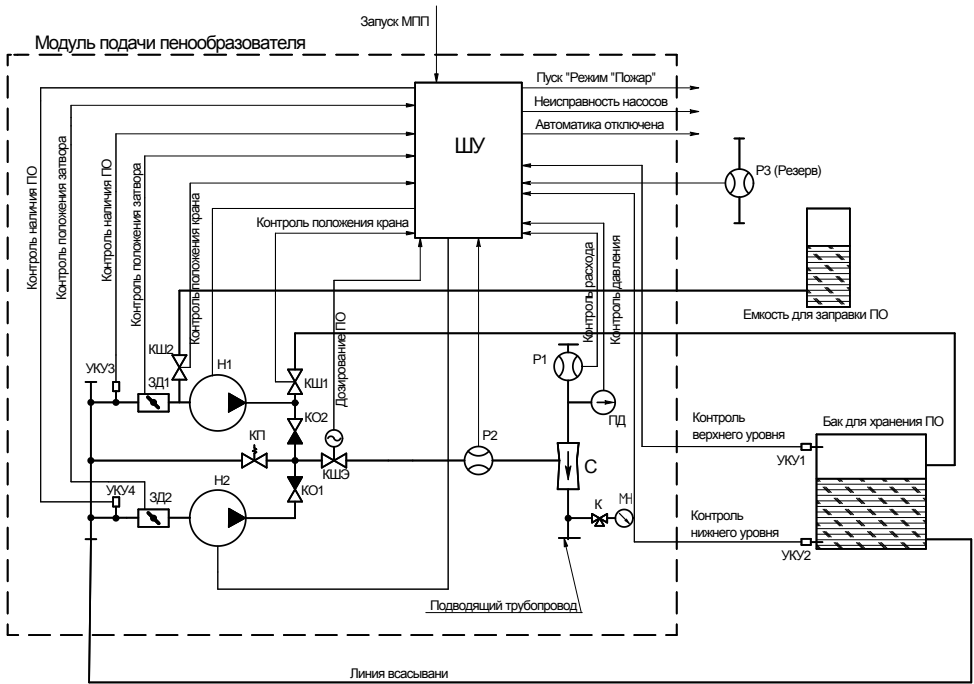 Запуск МПП
Модуль подачи пенообразователя
Пуск "Режим "Пожар"
Неисправность насосов
Автоматика отключена
ШУ
Р3 (Резерв)
Контроль наличия ПО
Контроль положения затвора
Контроль наличия ПО
Контроль положения затвора
Контроль положения крана
Контроль положения крана
Дозирование ПО
Контроль расхода
Контроль давления
Емкость для заправки ПО
КШ2
УКУ3
ЗД1
Н1
КШ1
КО2
Р1
ПД
КП
КШЭ
Р2
С
Контроль
верхнего уровня
УКУ1
Бак для хранения ПО
УКУ4
ЗД2
Н2
КО1
К
МН
Контроль
нижнего уровня
УКУ2
Подводящий трубопровод
Линия всасывани